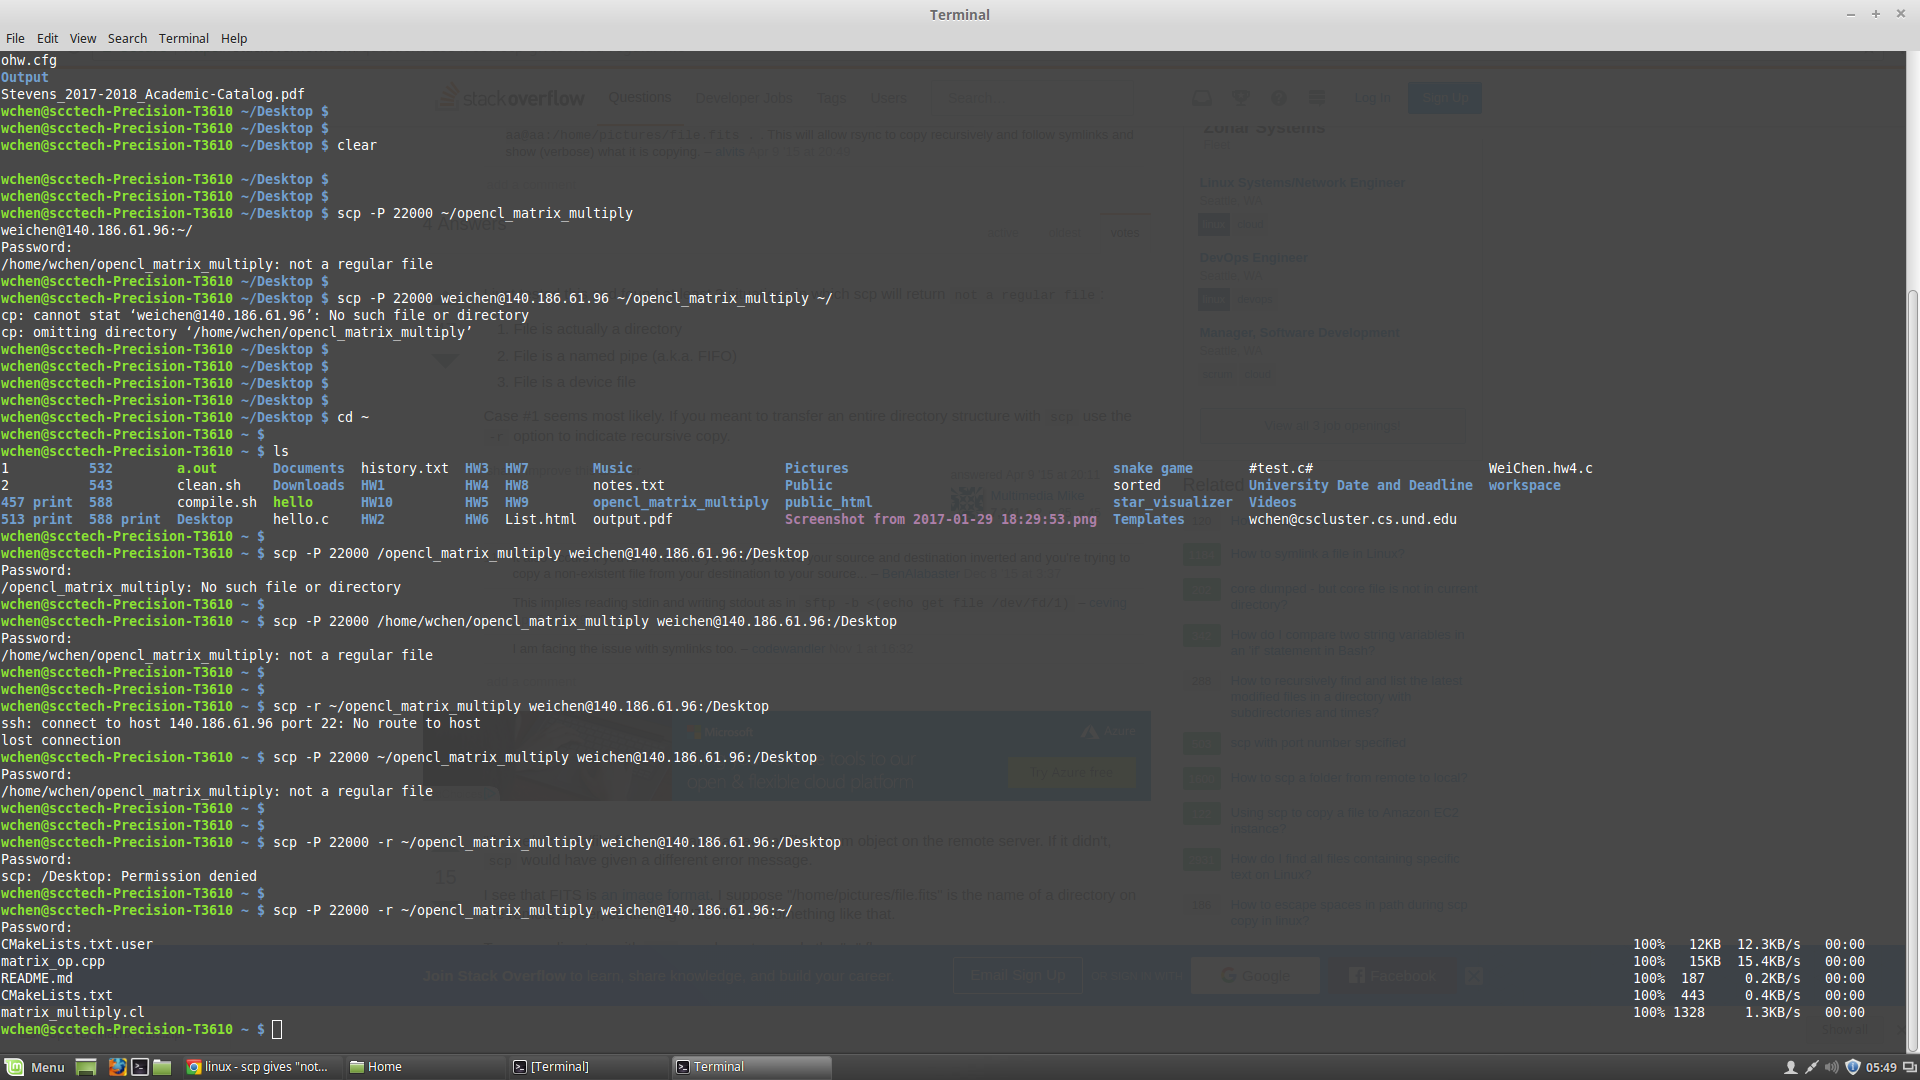 Terminal
File Edit View Search Terminal Help
ohw.cfg
Output
Stevens_2017-2018_Academic-Catalog.pdf
wchen@scctech-Precision-T3610 ~/Desktop $
wchen@scctech-Precision-T3610 ~/Desktop $
wchen@scctech-Precision-T3610 ~/Desktop $ clear
wchen@scctech-Precision-T3610 ~/Desktop $
wchen@scctech-Precision-T3610 ~/Desktop $
wchen@scctech-Precision-T3610 ~/Desktop $ scp -P 22000 ~/opencl_matrix_multiply
weichen@140.186.61.96:~/
Password:
/home/wchen/opencl_matrix_multiply: not a regular file
wchen@scctech-Precision-T3610 ~/Desktop $
wchen@scctech-Precision-T3610 ~/Desktop $ scp -P 22000 weichen@140.186.61.96 ~/opencl_matrix_multiply ~/
cp: cannot stat ‘weichen@140.186.61.96’: No such file or directory
cp: omitting directory ‘/home/wchen/opencl_matrix_multiply’
wchen@scctech-Precision-T3610 ~/Desktop $
wchen@scctech-Precision-T3610 ~/Desktop $
wchen@scctech-Precision-T3610 ~/Desktop $
wchen@scctech-Precision-T3610 ~/Desktop $
wchen@scctech-Precision-T3610 ~/Desktop $ cd ~
wchen@scctech-Precision-T3610 ~ $
wchen@scctech-Precision-T3610 ~ $ ls
1 532 a.out Documents history.txt HW3 HW7 Music Pictures snake game #test.c# WeiChen.hw4.c
2 543 clean.sh Downloads HW1 HW4 HW8 notes.txt Public sorted University Date and Deadline workspace
457 print 588 compile.sh hello HW10 HW5 HW9 opencl_matrix_multiply public_html star_visualizer Videos
513 print 588 print Desktop hello.c HW2 HW6 List.html output.pdf Screenshot from 2017-01-29 18:29:53.png Templates wchen@cscluster.cs.und.edu
wchen@scctech-Precision-T3610 ~ $
wchen@scctech-Precision-T3610 ~ $ scp -P 22000 /opencl_matrix_multiply weichen@140.186.61.96:/Desktop
Password:
/opencl_matrix_multiply: No such file or directory
wchen@scctech-Precision-T3610 ~ $
wchen@scctech-Precision-T3610 ~ $ scp -P 22000 /home/wchen/opencl_matrix_multiply weichen@140.186.61.96:/Desktop
Password:
/home/wchen/opencl_matrix_multiply: not a regular file
wchen@scctech-Precision-T3610 ~ $
wchen@scctech-Precision-T3610 ~ $
wchen@scctech-Precision-T3610 ~ $ scp -r ~/opencl_matrix_multiply weichen@140.186.61.96:/Desktop
ssh: connect to host 140.186.61.96 port 22: No route to host
lost connection
wchen@scctech-Precision-T3610 ~ $ scp -P 22000 ~/opencl_matrix_multiply weichen@140.186.61.96:/Desktop
Password:
/home/wchen/opencl_matrix_multiply: not a regular file
wchen@scctech-Precision-T3610 ~ $
wchen@scctech-Precision-T3610 ~ $
wchen@scctech-Precision-T3610 ~ $ scp -P 22000 -r ~/opencl_matrix_multiply weichen@140.186.61.96:/Desktop
Password:
scp: /Desktop: Permission denied
wchen@scctech-Precision-T3610 ~ $
wchen@scctech-Precision-T3610 ~ $ scp -P 22000 -r ~/opencl_matrix_multiply weichen@140.186.61.96:~/
Password:
CMakeLists.txt.user 100% 12KB 12.3KB/s 00:00
matrix_op.cpp 100% 15KB 15.4KB/s 00:00
README.md 100% 187 0.2KB/s 00:00
CMakeLists.txt 100% 443 0.4KB/s 00:00
matrix_multiply.cl 100% 1328 1.3KB/s 00:00
wchen@scctech-Precision-T3610 ~ $
Menu linux - scp gives "not... Home [Terminal] Terminal 05:49